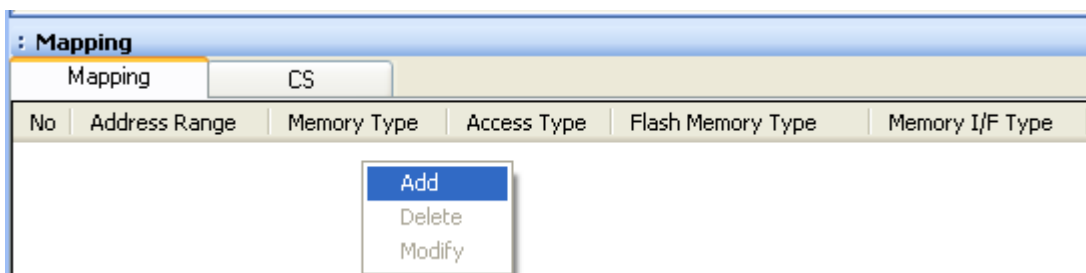 : Mapping
Mapping CS
No Address Range Memory Type Access Type Flash Memory Type Memory I/F Type
Add
Delete
Modify